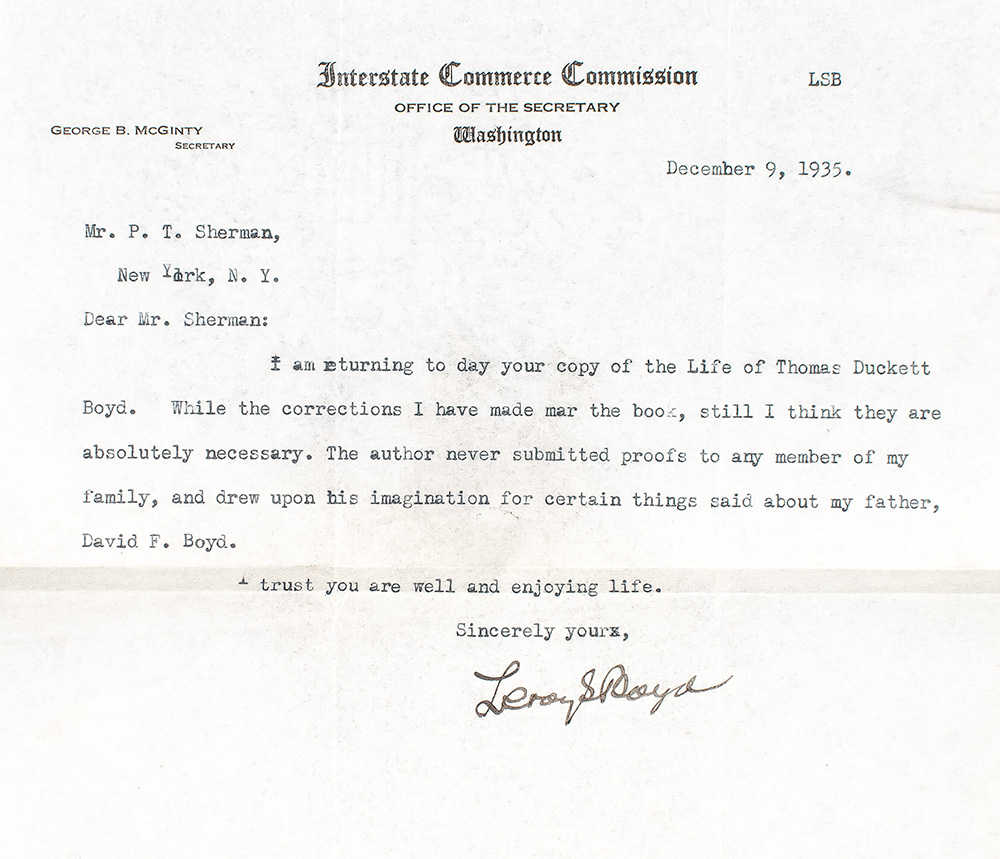 Interstate Commerce Commission
LSB
OFFICE OF THE SECRETARY
GEORGE B. McGINTY
SECRETARY
Washington
December 9, 1935.
Mr. P. T. Sherman,
New York, N. Y.
Dear Mr. Sherman:
I am eturning to day your copy of the Life of Thomas Duckett
Boyd. While the corrections I have made mar the book, still I think they are
absolutely necessary. The author never submitted proofs to any member of my
family, and drew upon his imagination for certain things said about my father,
David F. Boyd.
I trust you are well and enjoying life.
Sincerely yours,
Leroy S Boyd